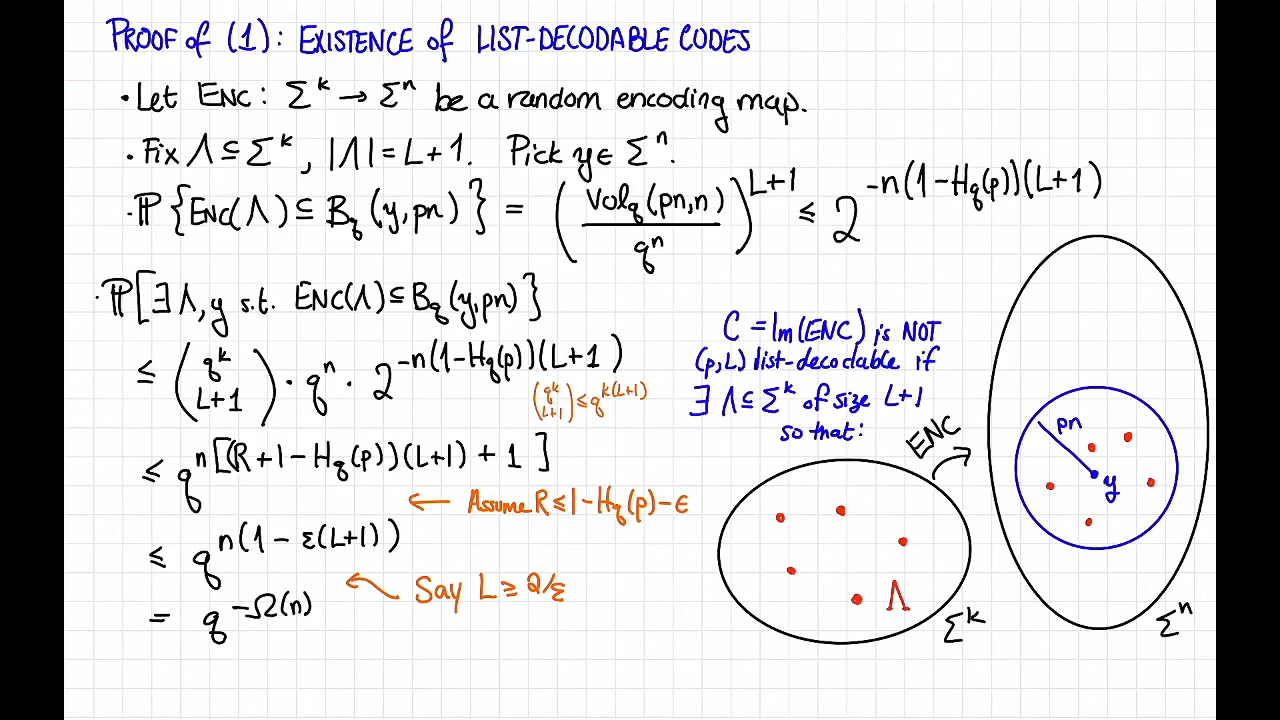 PROOF of (1): EXISTENCE of LIST-DECODABLE CODES
• Let ENC: Σ^k → Σ^n be a random encoding map.
• Fix Λ ⊆ Σ^k, |Λ| = L+1. Pick y ∈ Σ^n.
• ℙ{ENC(Λ) ⊆ B_q(y,pn)} = (Vol_q(pn,n) / q^n)^{L+1} ≤ 2^{-n(1-H_q(p))(L+1)}
• ℙ[∃ Λ, y s.t. ENC(Λ) ⊆ B_q(y,pn)}
≤ (q^k choose L+1) · q^n · 2^{-n(1-H_q(p))(L+1)}
(q^k choose L+1) ≤ q^{k(L+1)}
≤ q^{n[(R+1-H_q(p))(L+1) + 1]}
← Assume R ≤ 1-H_q(p)-ε
≤ q^{n(1-ε(L+1))}
← Say L ≥ 2/ε
= q^{-Ω(n)}
C = Im(ENC) is NOT
(p,L) list-decodable if
∃ Λ ⊆ Σ^k of size L+1
so that:
ENC
pn
y
Λ
Σ^k
Σ^n